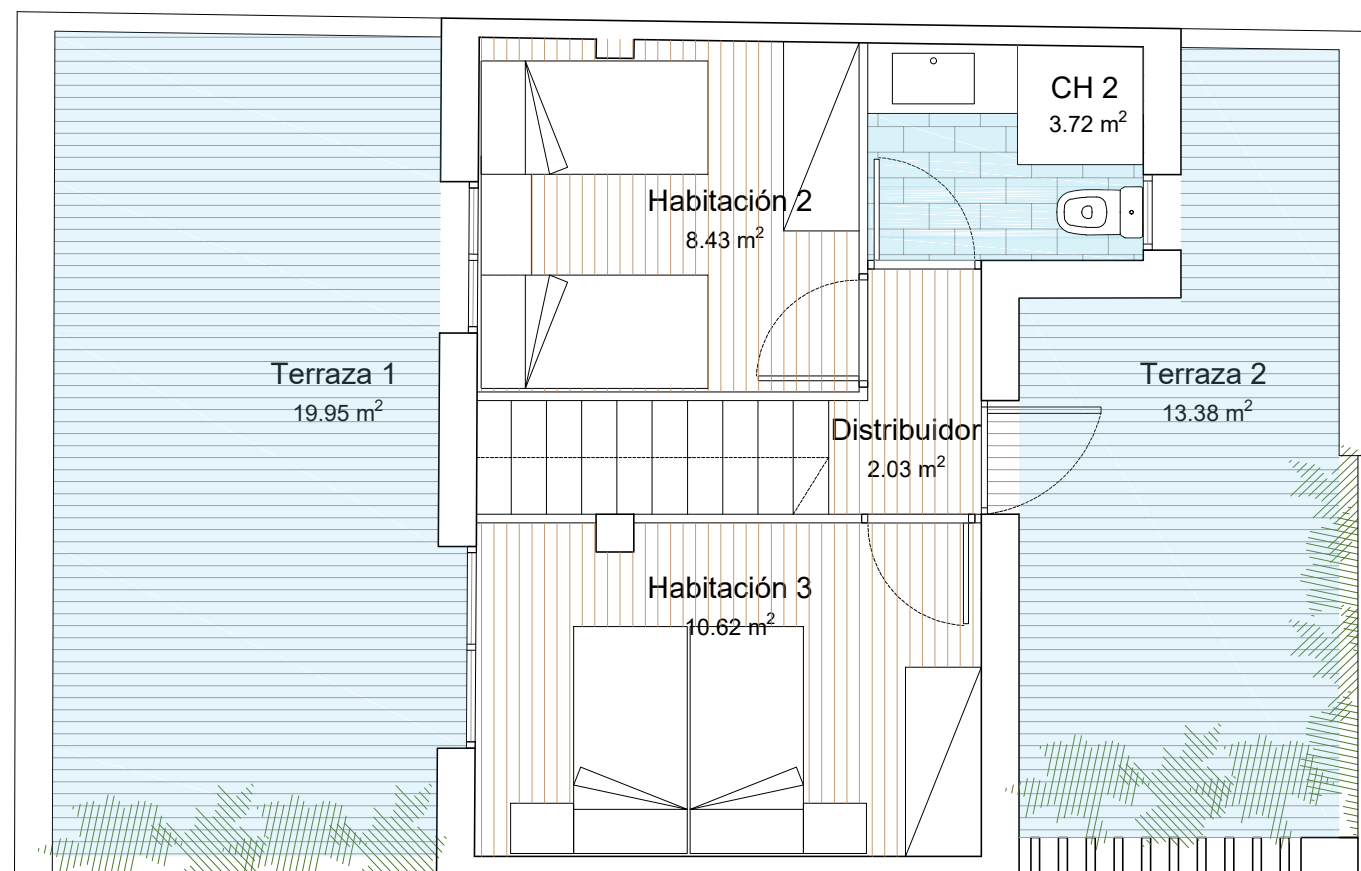 CH 2
3.72 m²
Habitación 2
8.43 m²
Terraza 1
19.95 m²
Terraza 2
13.38 m²
Distribuidor
2.03 m²
Habitación 3
10.62 m²